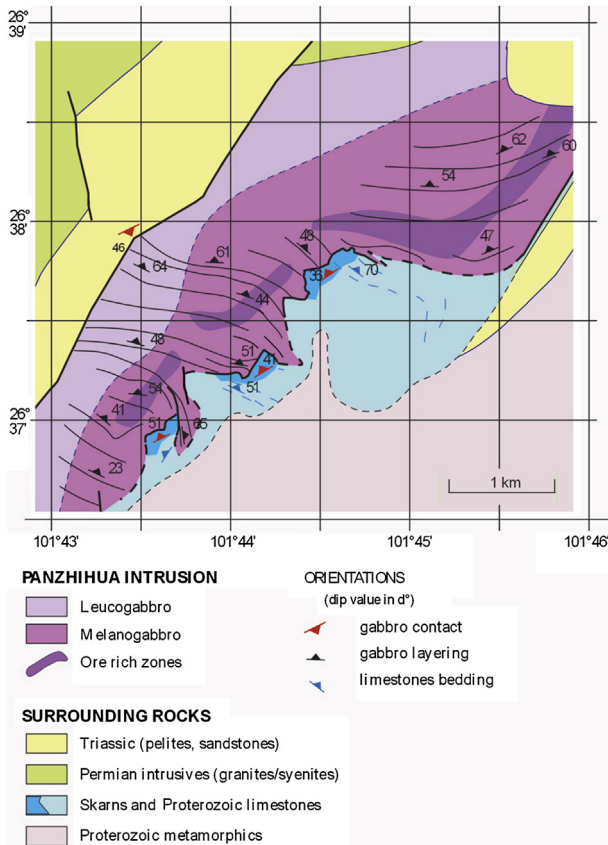 26°
39'
62
60
54
38°
26°
48
47
46
61
64
36
70
44
48
51
41
54
51
26°
41
37'
51
65
23
1 km
101°43'
101°44'
101°45'
101°46'
PANZHIHUA INTRUSION
Leucogabbro
Melanogabbro
Ore rich zones
ORIENTATIONS
(dip value in d°)
gabbro contact
gabbro layering
limestones bedding
SURROUNDING ROCKS
Triassic (pelites, sandstones)
Permian intrusives (granites/syenites)
Skarns and Proterozoic limestones
Proterozoic metamorphics